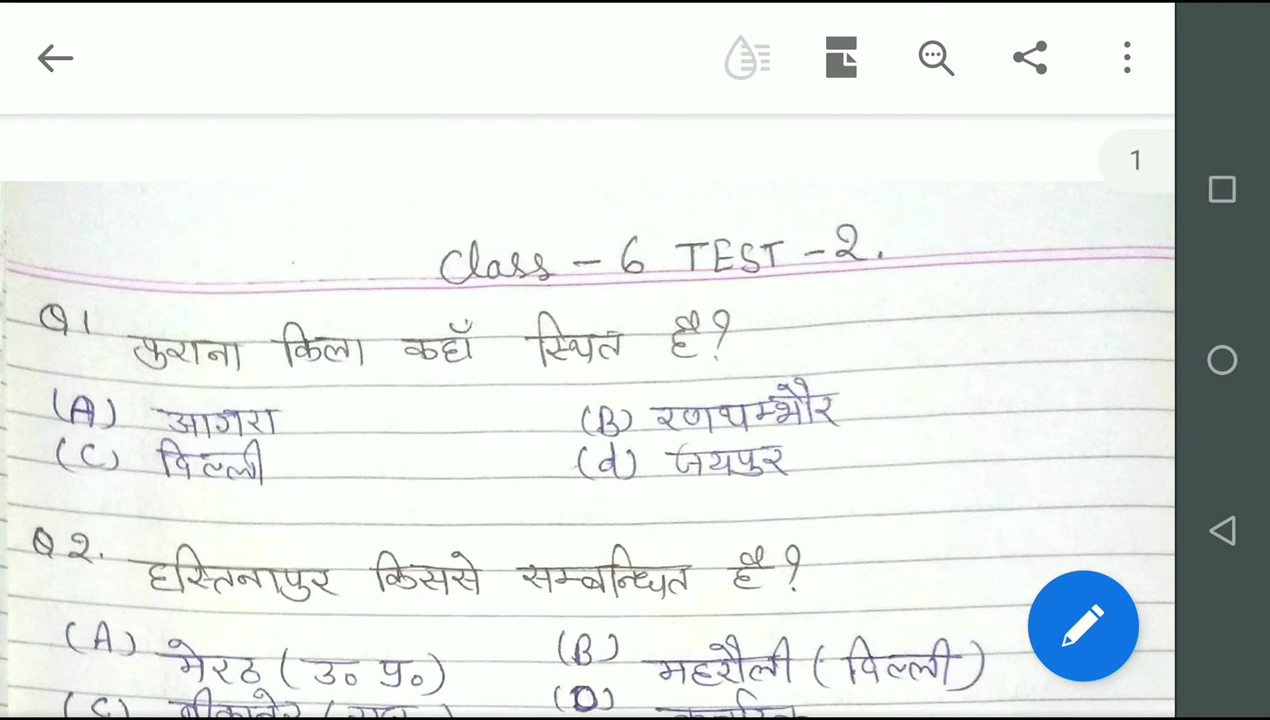 1
Class - 6 TEST - 2.
Q1 पुराना किला कहाँ स्थित है?
(A) आगरा (B) रणथम्भौर
(C) दिल्ली (d) जयपुर
Q2. हस्तिनापुर किससे सम्बन्धित है?
(A) मेरठ (उ० प्र०) (B) महरौली (दिल्ली)
(C) बीकानेर (D)